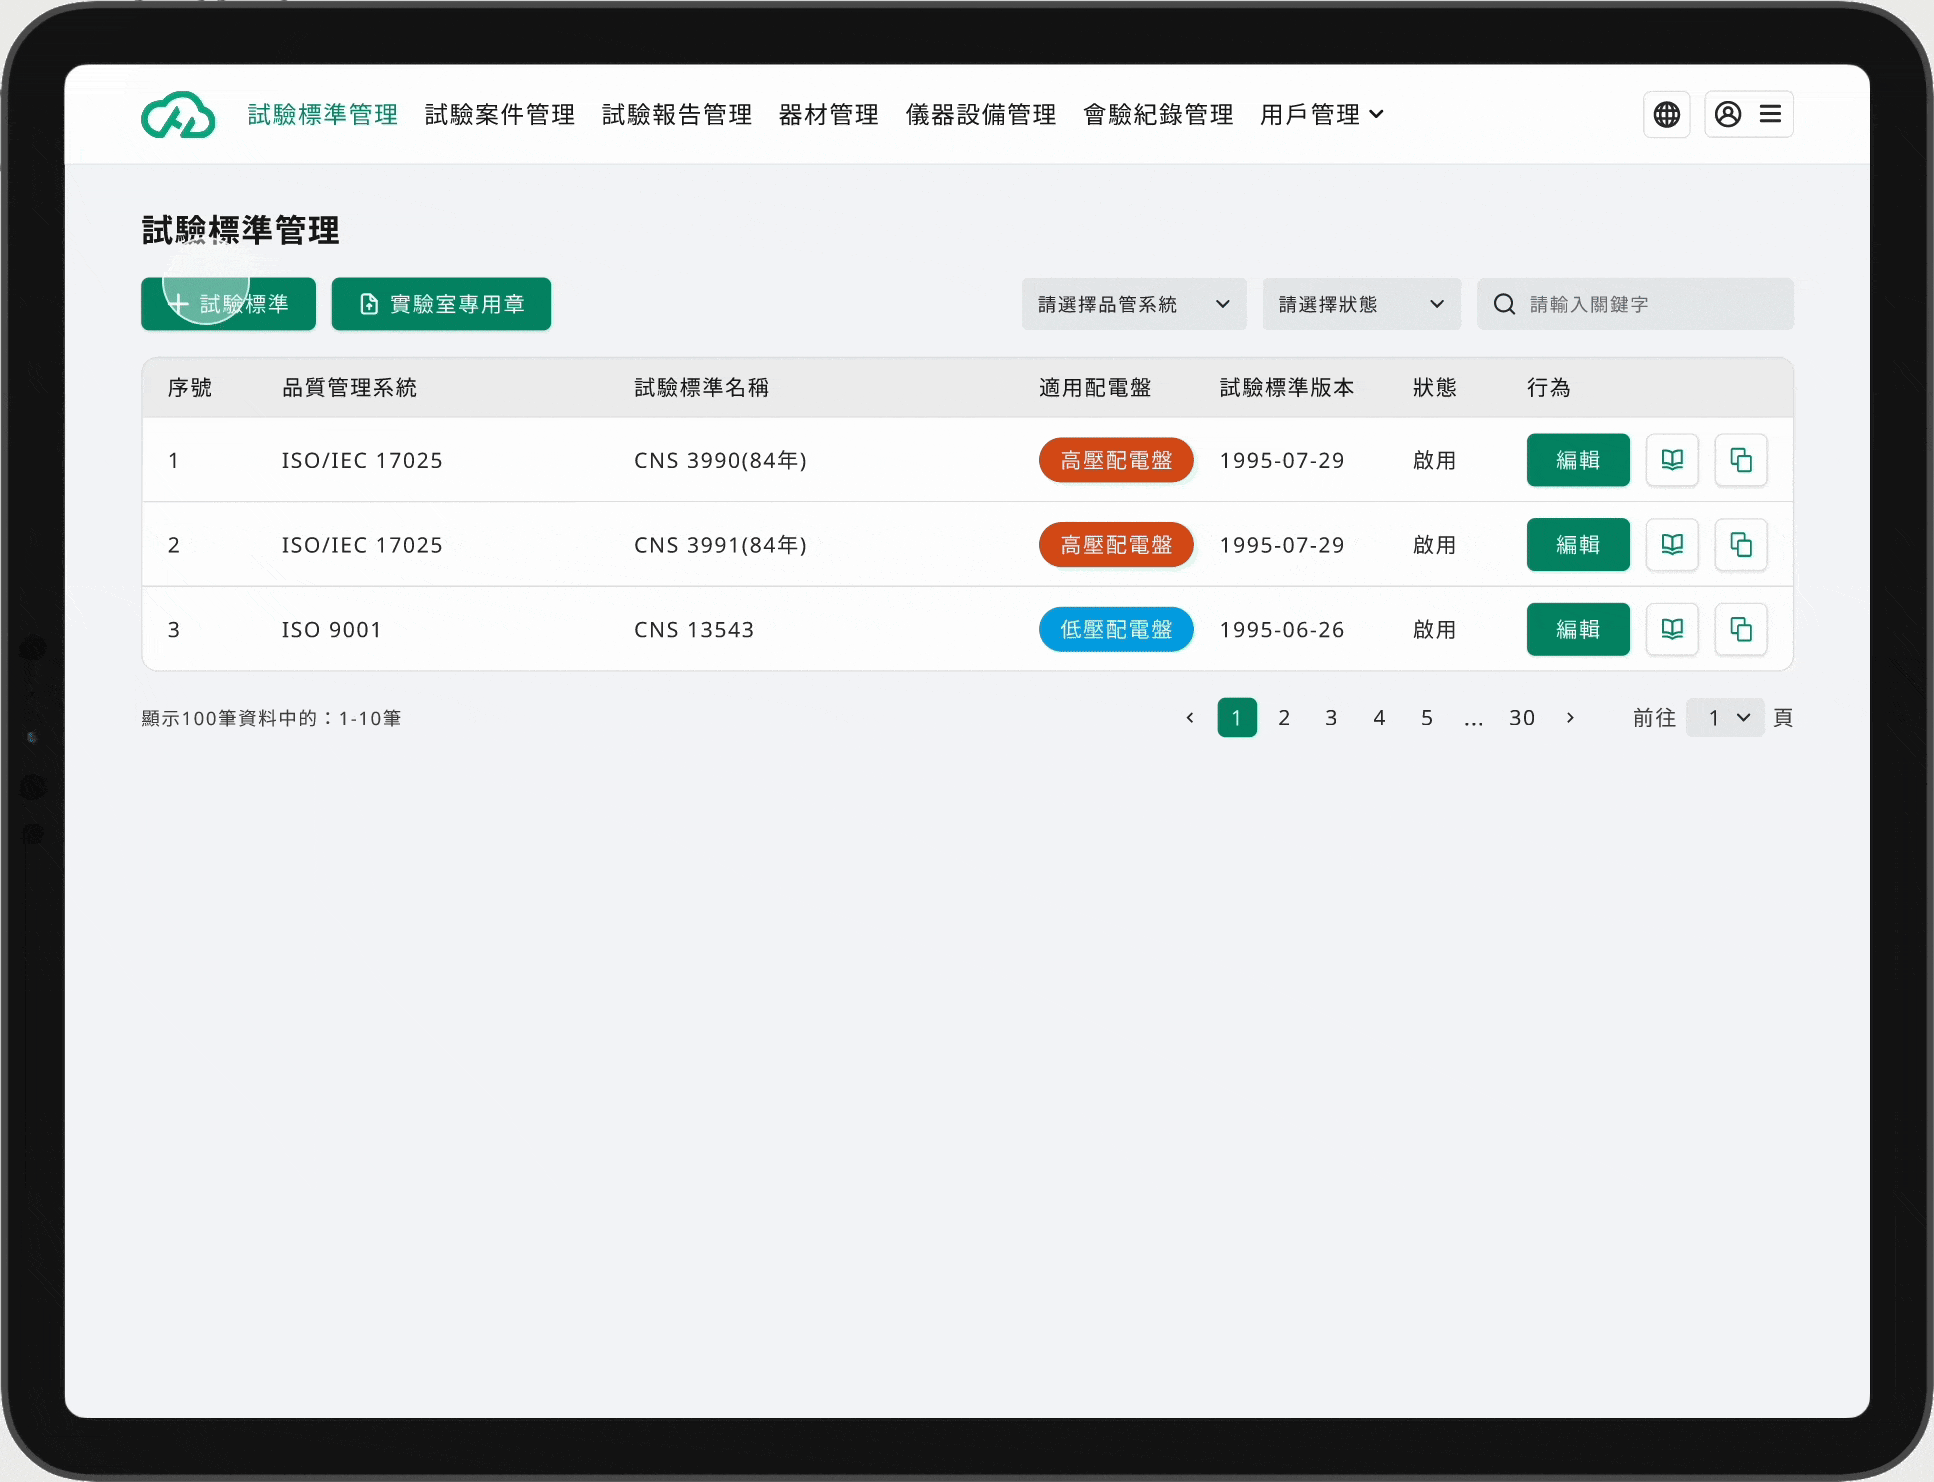 試驗標準管理 試驗案件管理 試驗報告管理 器材管理 儀器設備管理 會驗紀錄管理 用戶管理
試驗標準管理
試驗標準 實驗室專用章 請選擇品管系統 請選擇狀態 請輸入關鍵字
序號 品質管理系統 試驗標準名稱 適用配電盤 試驗標準版本 狀態 行為
1 ISO/IEC 17025 CNS 3990(84年) 高壓配電盤 1995-07-29 啟用 編輯
2 ISO/IEC 17025 CNS 3991(84年) 高壓配電盤 1995-07-29 啟用 編輯
3 ISO 9001 CNS 13543 低壓配電盤 1995-06-26 啟用 編輯
顯示100筆資料中的：1-10筆 1 2 3 4 5 ... 30 前往 1 頁